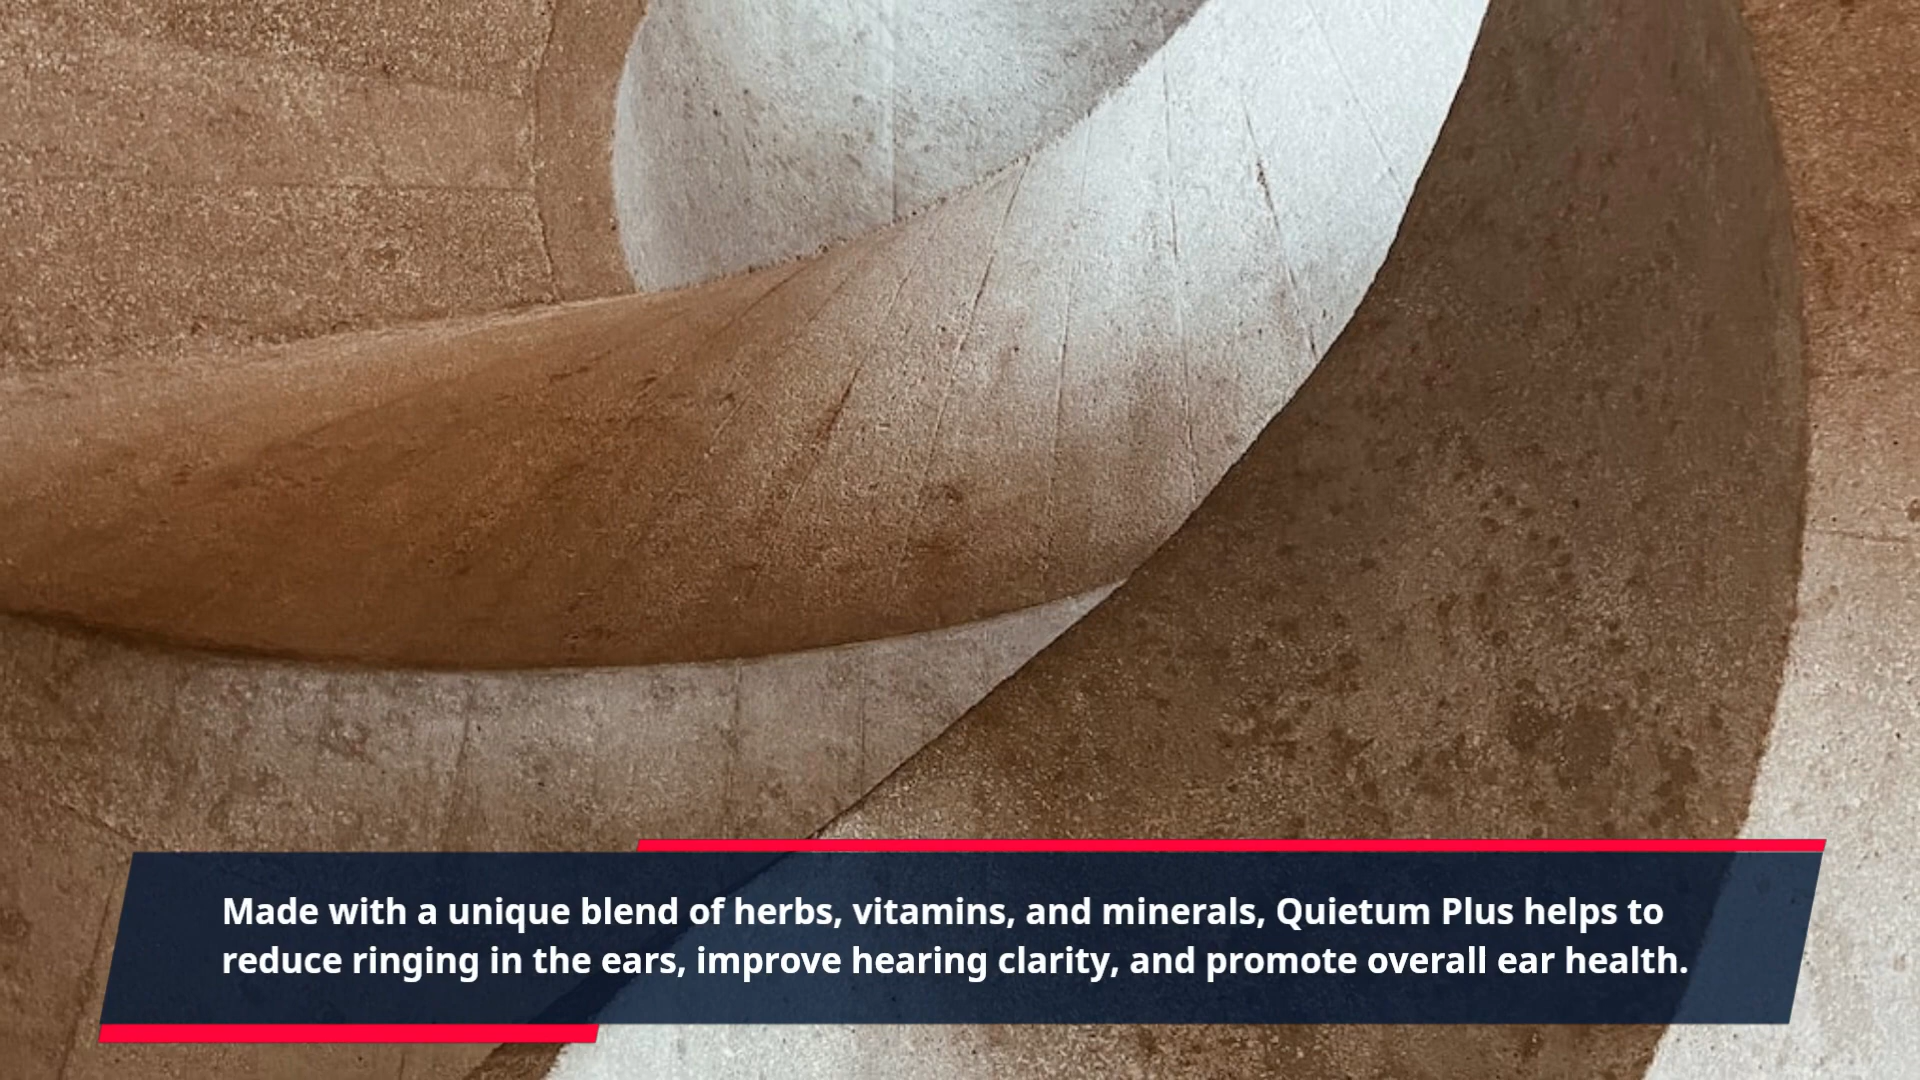 Made with a unique blend of herbs, vitamins, and minerals, Quietum Plus helps to
reduce ringing in the ears, improve hearing clarity, and promote overall ear health.